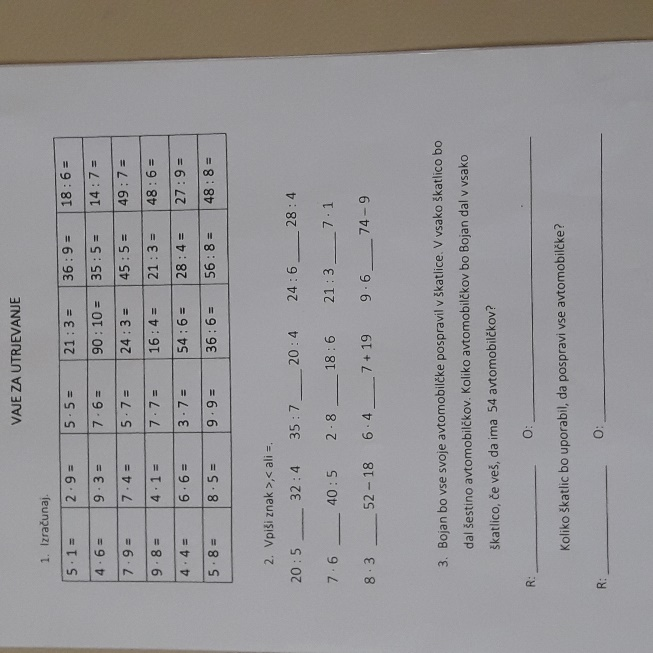 VAJE ZA UTRJEVANJE
1. Izračunaj.
5 · 1 = 2 · 9 = 5 · 5 = 21 : 3 = 36 : 9 = 18 : 6 =
4 · 6 = 9 · 3 = 7 · 6 = 90 : 10 = 35 : 5 = 14 : 7 =
7 · 9 = 7 · 4 = 5 · 7 = 24 : 3 = 45 : 5 = 49 : 7 =
9 · 8 = 4 · 1 = 7 · 7 = 16 : 4 = 21 : 3 = 48 : 6 =
4 · 4 = 6 · 6 = 3 · 7 = 54 : 6 = 28 : 4 = 27 : 9 =
5 · 8 = 8 · 5 = 9 · 9 = 36 : 6 = 56 : 8 = 48 : 8 =
2. Vpiši znak >,< ali =.
20 : 5 ____ 32 : 4 35 : 7 ____ 20 : 4 24 : 6 ____ 28 : 4
7 · 6 ____ 40 : 5 2 · 8 ____ 18 : 6 21 : 3 ____ 7 · 1
8 · 3 ____ 52 – 18 6 · 4 ____ 7 + 19 9 · 6 ____ 74 – 9
3. Bojan bo vse svoje avtomobilčke pospravil v škatlice. V vsako škatlico bo
dal šestino avtomobilčkov. Koliko avtomobilčkov bo Bojan dal v vsako
škatlico, če veš, da ima 54 avtomobilčkov?
R: ____________ O: ______________________________
Koliko škatlic bo uporabil, da pospravi vse avtomobilčke?
R: ____________ O: ______________________________